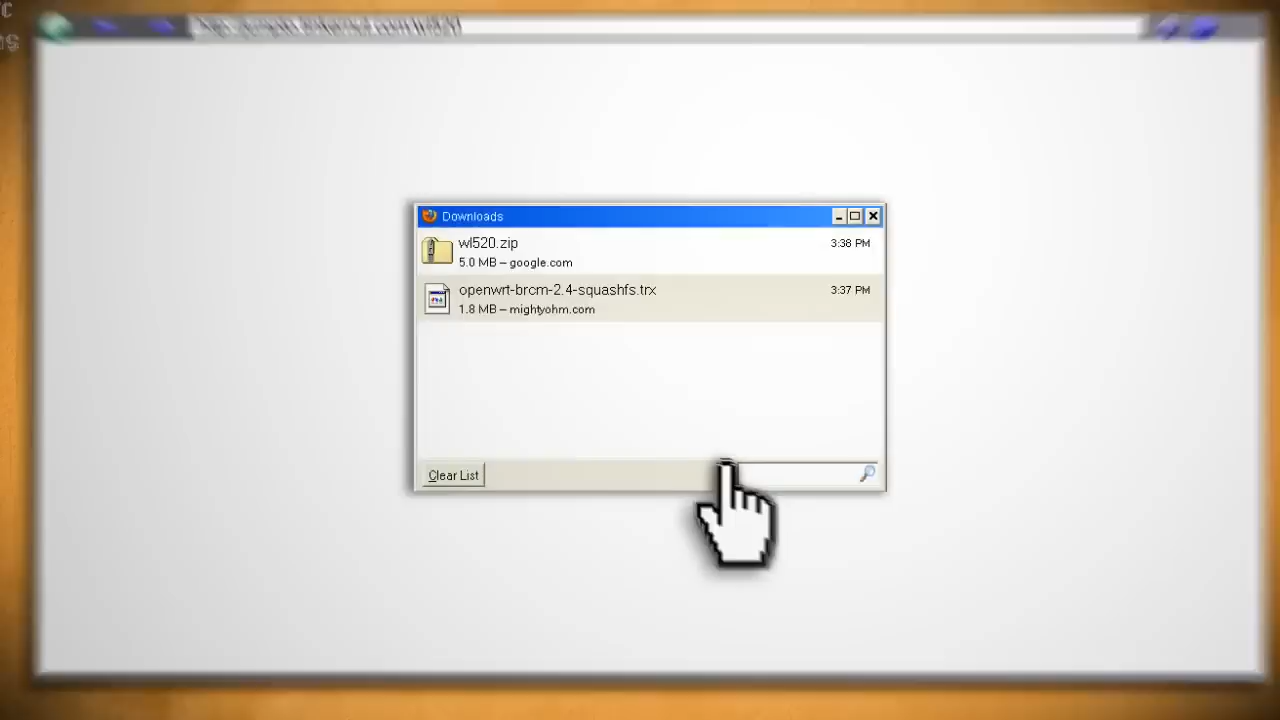 Downloads
wl520.zip
3:38 PM
5.0 MB – google.com
openwrt-brcm-2.4-squashfs.trx
3:37 PM
1.8 MB – mightyohm.com
Clear List